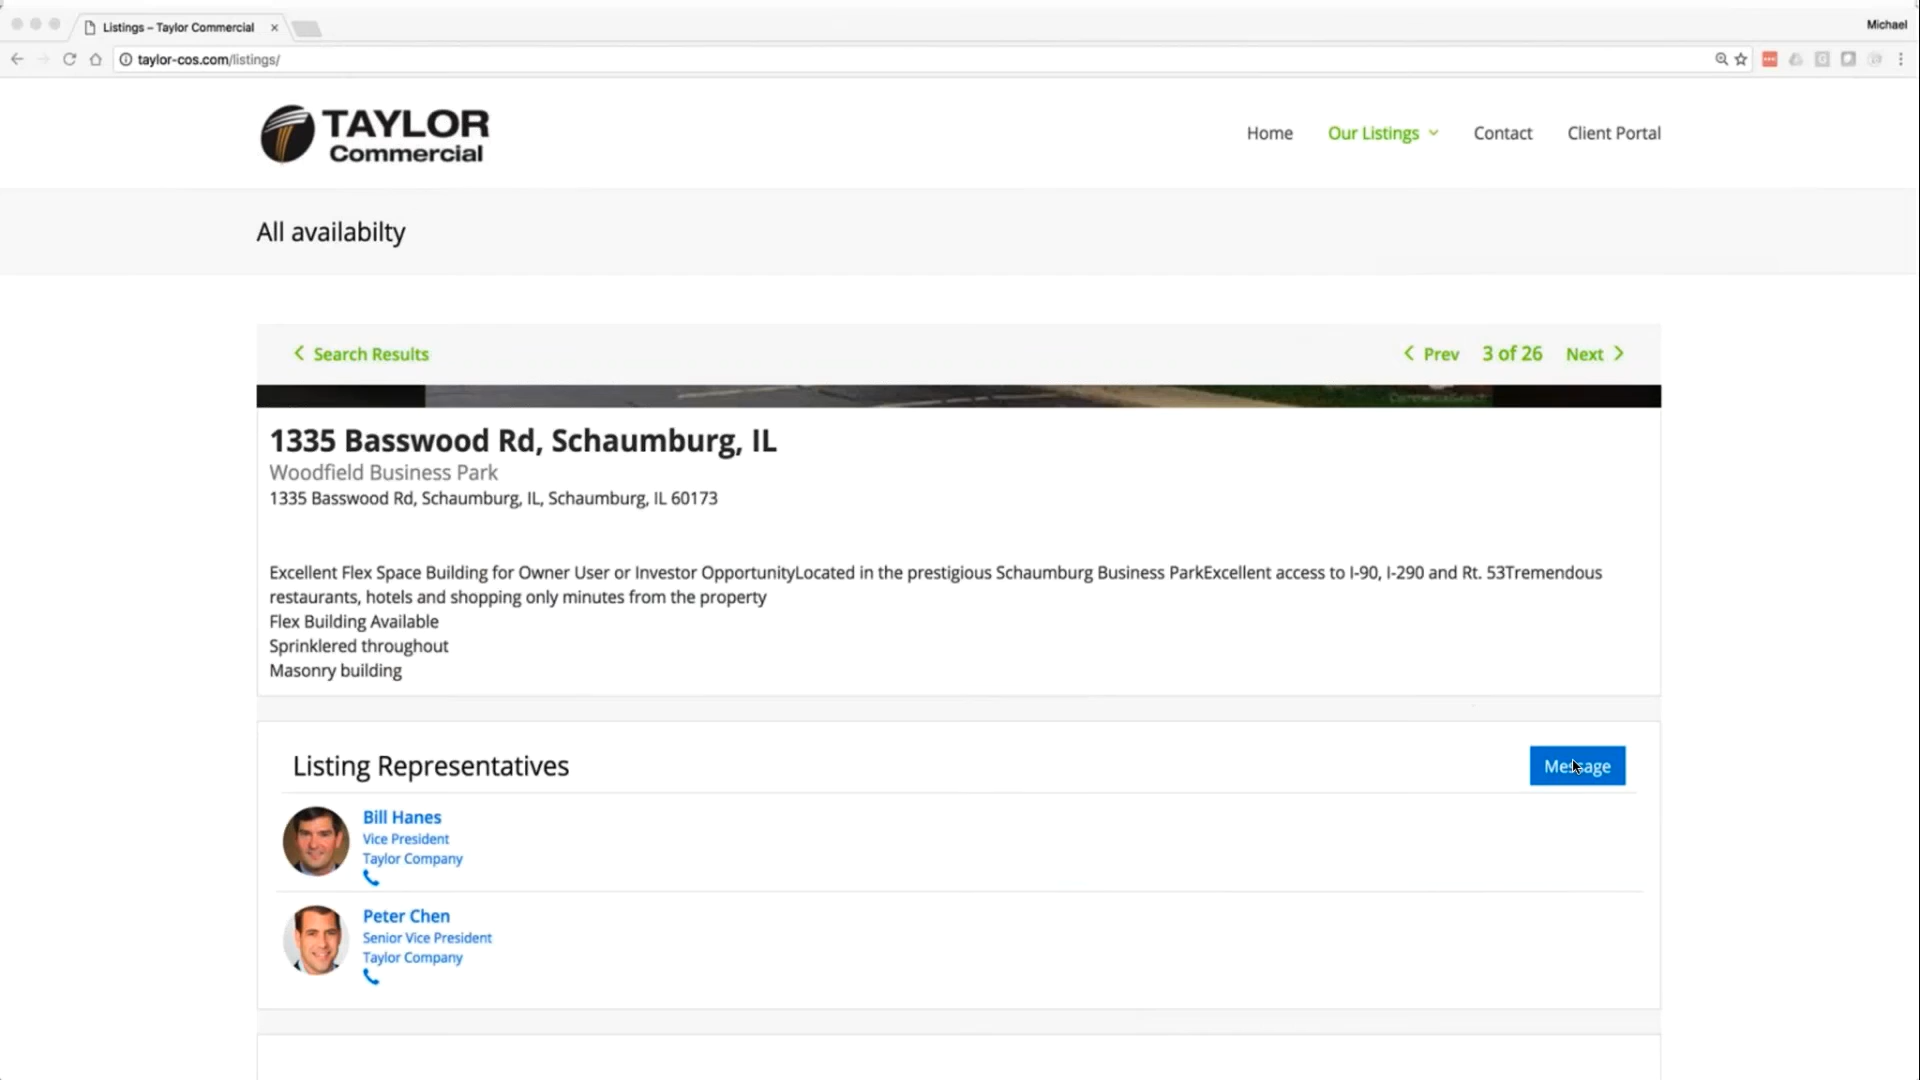 Listings – Taylor Commercial
Michael
taylor-cos.com/listings/
TAYLOR
Commercial
Home Our Listings Contact Client Portal
All availabilty
Search Results
Prev 3 of 26 Next
1335 Basswood Rd, Schaumburg, IL
Woodfield Business Park
1335 Basswood Rd, Schaumburg, IL, Schaumburg, IL 60173
Excellent Flex Space Building for Owner User or Investor OpportunityLocated in the prestigious Schaumburg Business ParkExcellent access to I-90, I-290 and Rt. 53Tremendous
restaurants, hotels and shopping only minutes from the property
Flex Building Available
Sprinklered throughout
Masonry building
Listing Representatives
Message
Bill Hanes
Vice President
Taylor Company
Peter Chen
Senior Vice President
Taylor Company